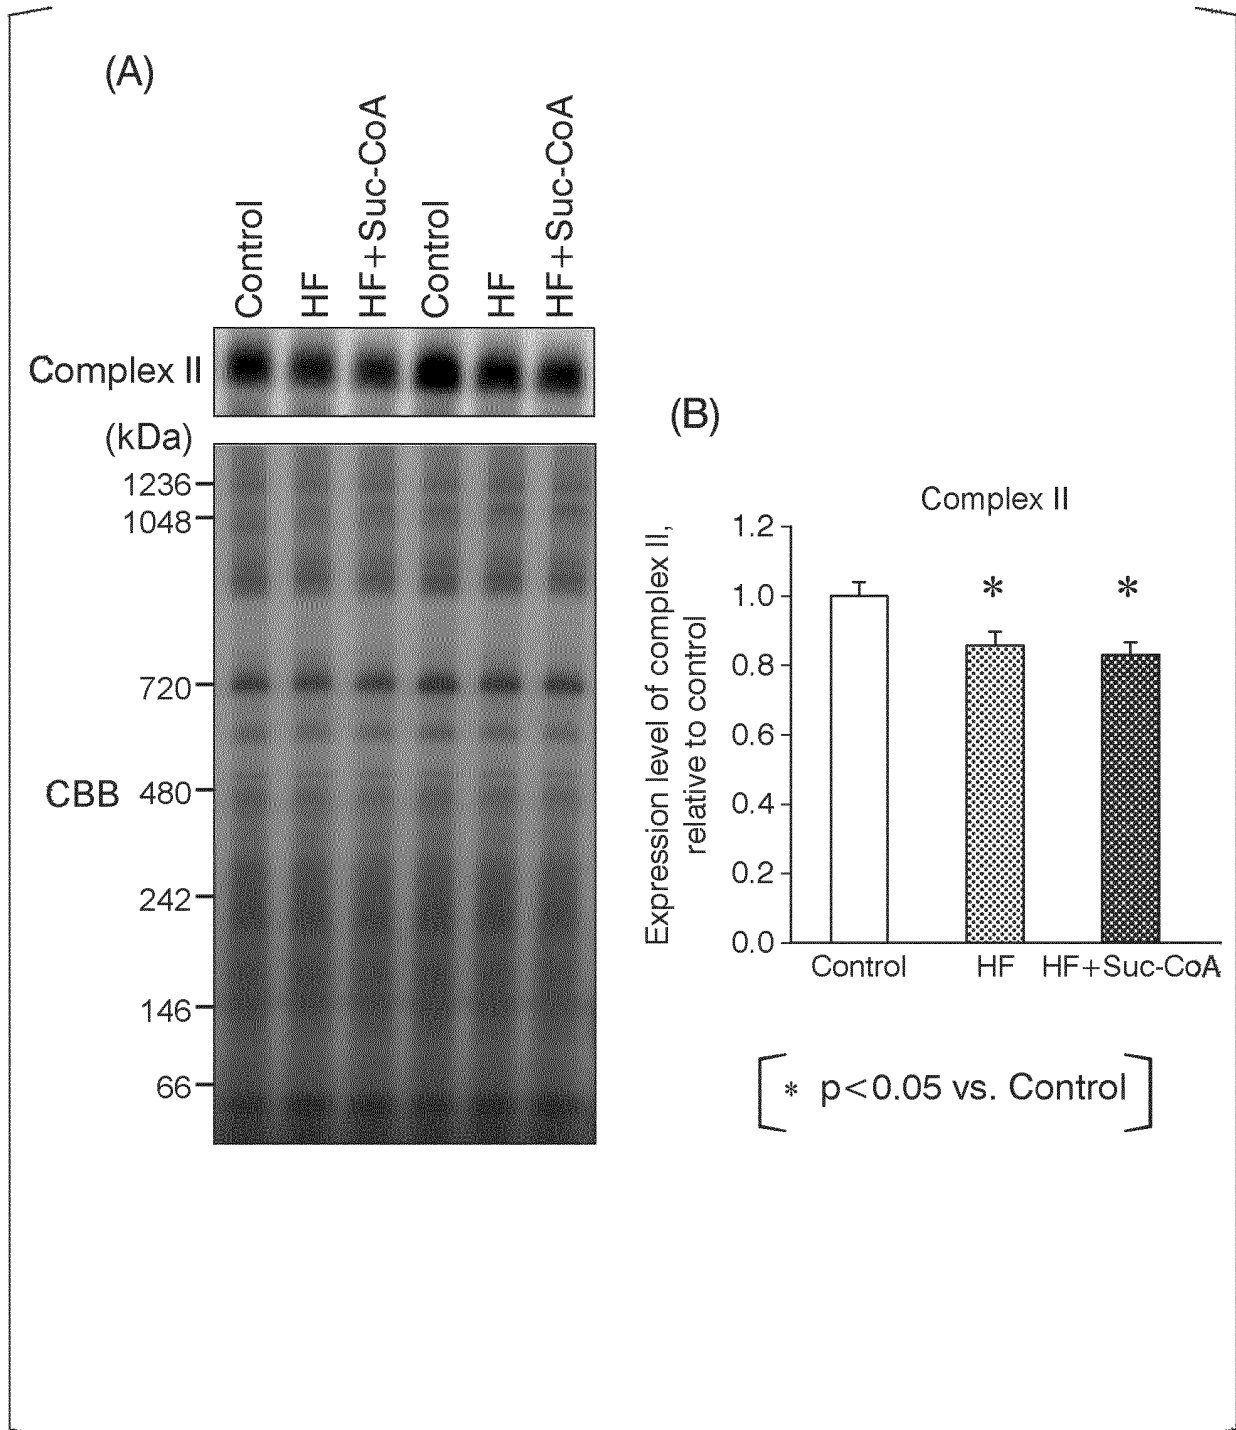 (A)
Control
HF
HF+Suc-CoA
Control
HF
HF+Suc-CoA
Complex II
(kDa)
1236
1048
720
CBB 480
242
146
66
(B)
Complex II
Expression level of complex II,
relative to control
1.2
1.0
0.8
0.6
0.4
0.2
0.0
* *
Control HF HF+Suc-CoA
* p<0.05 vs. Control